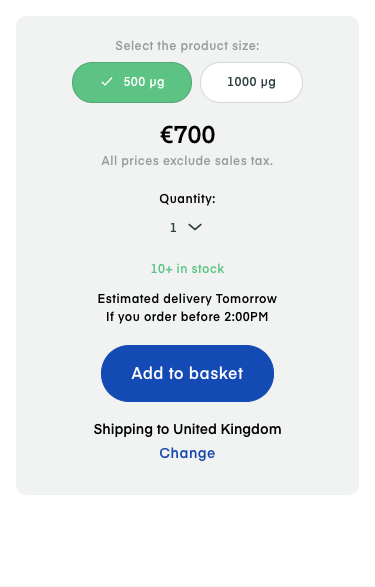 Select the product size:
500 µg
1000 µg
€700
All prices exclude sales tax.
Quantity:
1
10+ in stock
Estimated delivery Tomorrow
If you order before 2:00PM
Add to basket
Shipping to United Kingdom
Change